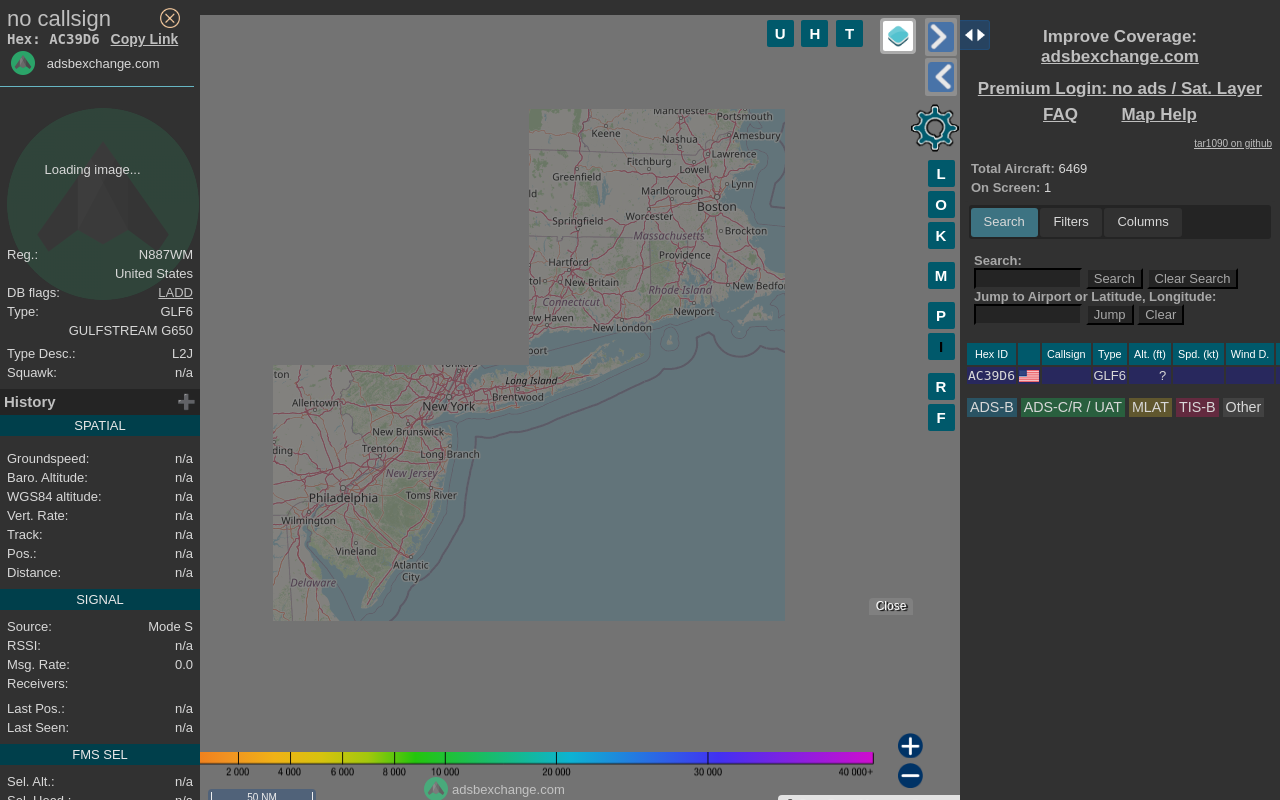 no callsign
Hex: AC39D6 Copy Link
adsbexchange.com
Loading image...
Reg.: N887WM
United States
DB flags: LADD
Type: GLF6
GULFSTREAM G650
Type Desc.: L2J
Squawk: n/a
History
SPATIAL
Groundspeed: n/a
Baro. Altitude: n/a
WGS84 altitude: n/a
Vert. Rate: n/a
Track: n/a
Pos.: n/a
Distance: n/a
SIGNAL
Source: Mode S
RSSI: n/a
Msg. Rate: 0.0
Receivers:
Last Pos.: n/a
Last Seen: n/a
FMS SEL
Sel. Alt.: n/a
Sel. Head.: n/a
U H T
L
O
K
M
P
I
R
F
Manchester
Portsmouth
Keene
Amesbury
Nashua
Fitchburg
Lawrence
Lowell
Greenfield
Lynn
Marlborough
Boston
Worcester
Springfield
Brockton
Massachusetts
Providence
Hartford
New Britain
Rhode Island
New Bedfo
Connecticut
Newport
ew Haven
New London
port
ton
Yonkers
Long Island
Brentwood
Allentown
New York
New Brunswick
ding
Trenton
Long Branch
New Jersey
Philadelphia
Toms River
Wilmington
Vineland
Atlantic
City
Delaware
Close
2 000 4 000 6 000 8 000 10 000 20 000 30 000 40 000+
adsbexchange.com
50 NM
Improve Coverage:
adsbexchange.com
Premium Login: no ads / Sat. Layer
FAQ Map Help
tar1090 on github
Total Aircraft: 6469
On Screen: 1
Search Filters Columns
Search:
Search Clear Search
Jump to Airport or Latitude, Longitude:
Jump Clear
Hex ID Callsign Type Alt. (ft) Spd. (kt) Wind D.
AC39D6 GLF6 ?
ADS-B ADS-C/R / UAT MLAT TIS-B Other